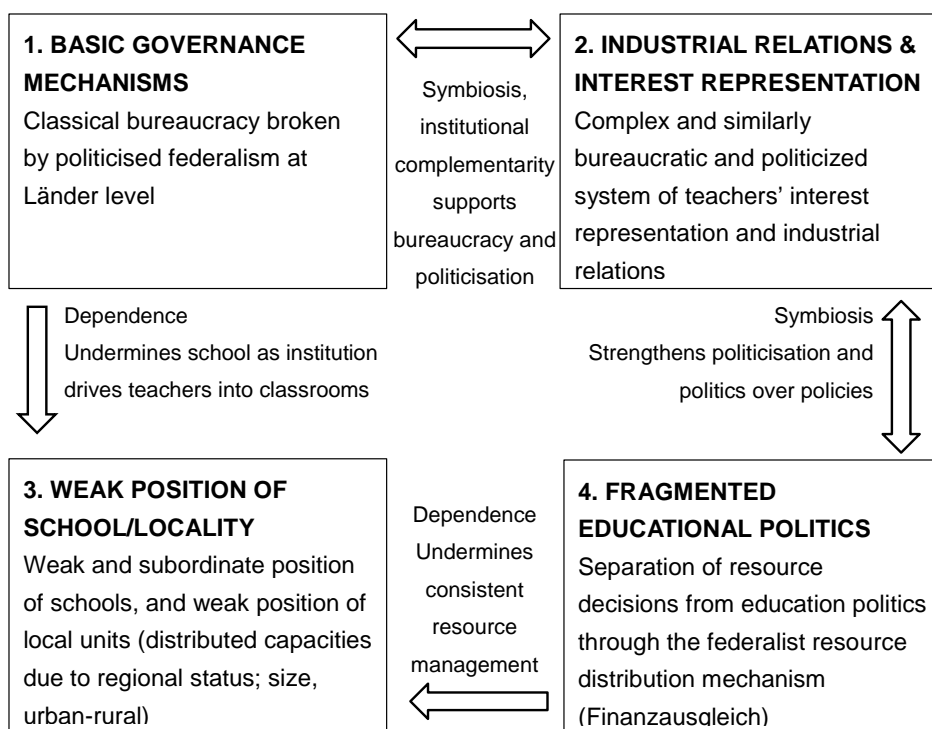 1. BASIC GOVERNANCE
MECHANISMS
Classical bureaucracy broken
by politicised federalism at
Länder level
Symbiosis,
institutional
complementarity
supports
bureaucracy and
politicisation
2. INDUSTRIAL RELATIONS &
INTEREST REPRESENTATION
Complex and similarly
bureaucratic and politicized
system of teachers’ interest
representation and industrial
relations
Dependence
Undermines school as institution
drives teachers into classrooms
Symbiosis
Strengthens politicisation and
politics over policies
3. WEAK POSITION OF
SCHOOL/LOCALITY
Weak and subordinate position
of schools, and weak position of
local units (distributed capacities
due to regional status; size,
urban-rural)
Dependence
Undermines
consistent
resource
management
4. FRAGMENTED
EDUCATIONAL POLITICS
Separation of resource
decisions from education politics
through the federalist resource
distribution mechanism
(Finanzausgleich)